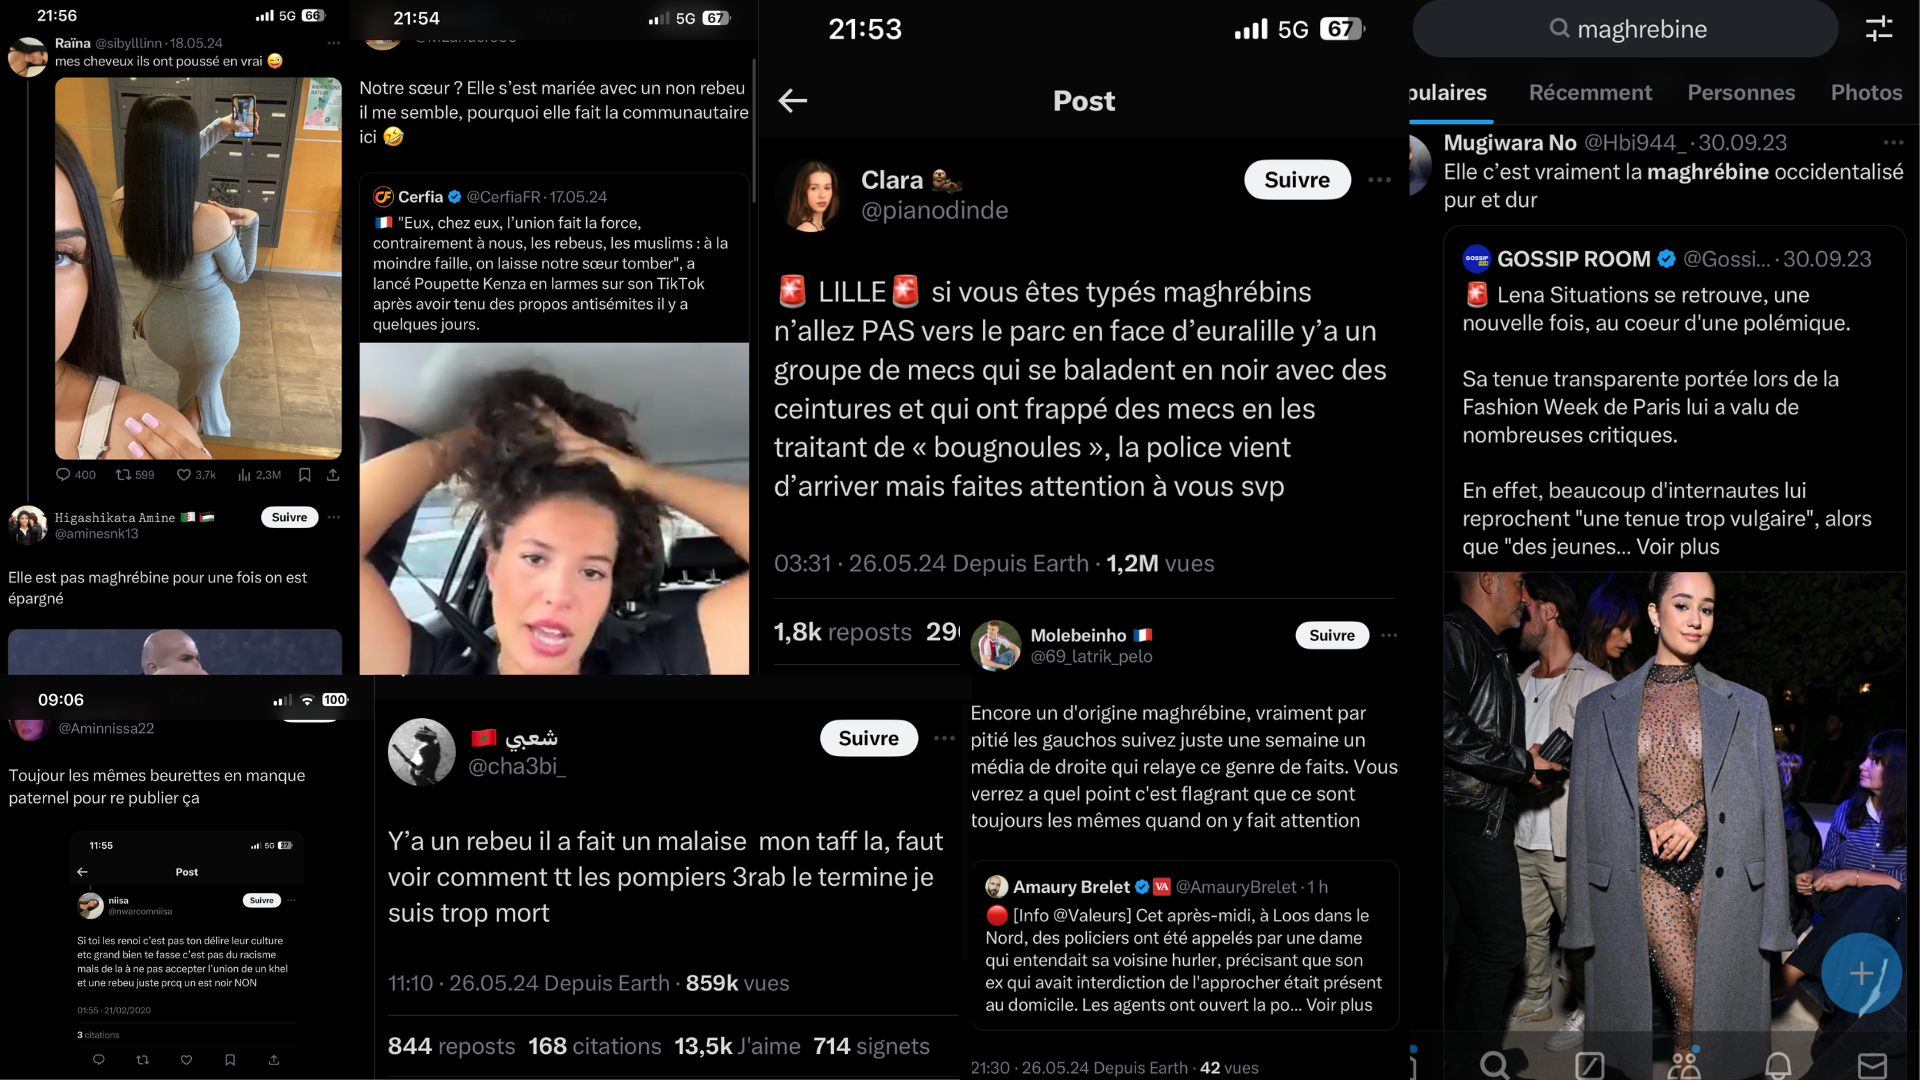 21:56
5G 66
Raïna @sibylllinn · 18.05.24
mes cheveux ils ont poussé en vrai 😜
400 599 3,7k 2,3M
Higashikata Amine 🇩🇿 🇵🇸
@aminesnk13
Suivre
Elle est pas maghrébine pour une fois on est
épargné
21:54
5G 67
Notre sœur ? Elle s’est mariée avec un non rebeu
il me semble, pourquoi elle fait la communautaire
ici 🤣
Cerfia @CerfiaFR · 17.05.24
🇫🇷 "Eux, chez eux, l’union fait la force,
contrairement à nous, les rebeus, les muslims : à la
moindre faille, on laisse notre sœur tomber", a
lancé Poupette Kenza en larmes sur son TikTok
après avoir tenu des propos antisémites il y a
quelques jours.
21:53
5G 67
Post
Clara 🦥
@pianodinde
Suivre
🚨 LILLE🚨 si vous êtes typés maghrébins
n’allez PAS vers le parc en face d’euralille y’a un
groupe de mecs qui se baladent en noir avec des
ceintures et qui ont frappé des mecs en les
traitant de « bougnoules », la police vient
d’arriver mais faites attention à vous svp
03:31 · 26.05.24 Depuis Earth · 1,2M vues
1,8k reposts 29
maghrebine
pulaires Récemment Personnes Photos
Mugiwara No @Hbi944_ · 30.09.23
Elle c’est vraiment la maghrébine occidentalisé
pur et dur
GOSSIP ROOM @Gossi... · 30.09.23
🚨 Lena Situations se retrouve, une
nouvelle fois, au coeur d'une polémique.
Sa tenue transparente portée lors de la
Fashion Week de Paris lui a valu de
nombreuses critiques.
En effet, beaucoup d'internautes lui
reprochent "une tenue trop vulgaire", alors
que "des jeunes... Voir plus
09:06
100
@Aminnissa22
Toujour les mêmes beurettes en manque
paternel pour re publier ça
11:55
5G 27
Post
niisa
@nwarcomniisa
Suivre
Si toi les renoi c’est pas ton délire leur culture
etc grand bien te fasse c’est pas du racisme
mais de la à ne pas accepter l’union de un khel
et une rebeu juste prcq un est noir NON
01:55 · 21/02/2020
3 citations
🇲🇦 شعبي
@cha3bi_
Suivre
Y’a un rebeu il a fait un malaise mon taff la, faut
voir comment tt les pompiers 3rab le termine je
suis trop mort
11:10 · 26.05.24 Depuis Earth · 859k vues
844 reposts 168 citations 13,5k J'aime 714 signets
Molebeinho 🇫🇷
@69_latrik_pelo
Suivre
Encore un d'origine maghrébine, vraiment par
pitié les gauchos suivez juste une semaine un
média de droite qui relaye ce genre de faits. Vous
verrez a quel point c'est flagrant que ce sont
toujours les mêmes quand on y fait attention
Amaury Brelet VA @AmauryBrelet · 1 h
🔴 [Info @Valeurs] Cet après-midi, à Loos dans le
Nord, des policiers ont été appelés par une dame
qui entendait sa voisine hurler, précisant que son
ex qui avait interdiction de l'approcher était présent
au domicile. Les agents ont ouvert la po... Voir plus
21:30 · 26.05.24 Depuis Earth · 42 vues